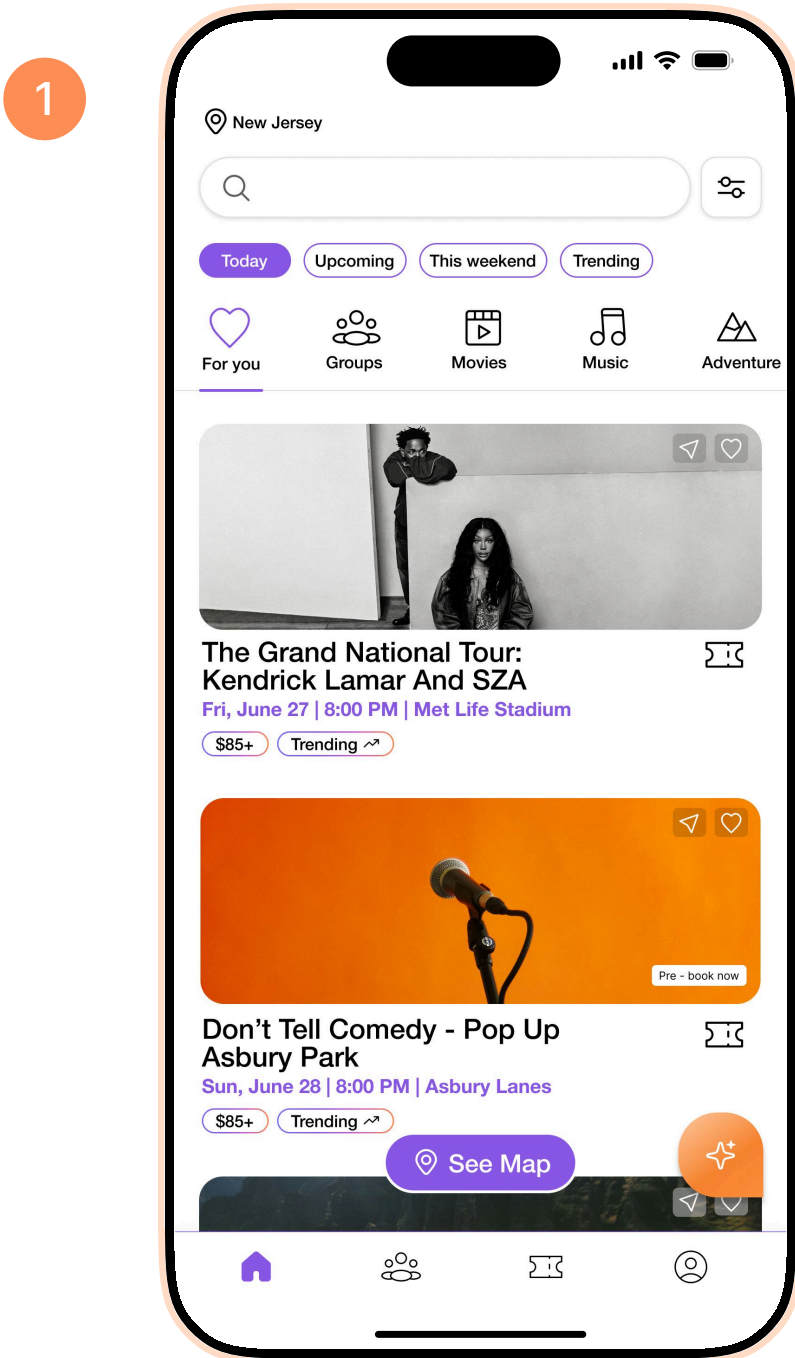 1
New Jersey
Today Upcoming This weekend Trending
For you Groups Movies Music Adventure
The Grand National Tour:
Kendrick Lamar And SZA
Fri, June 27 | 8:00 PM | Met Life Stadium
$85+ Trending
Pre - book now
Don’t Tell Comedy - Pop Up
Asbury Park
Sun, June 28 | 8:00 PM | Asbury Lanes
$85+ Trending
See Map